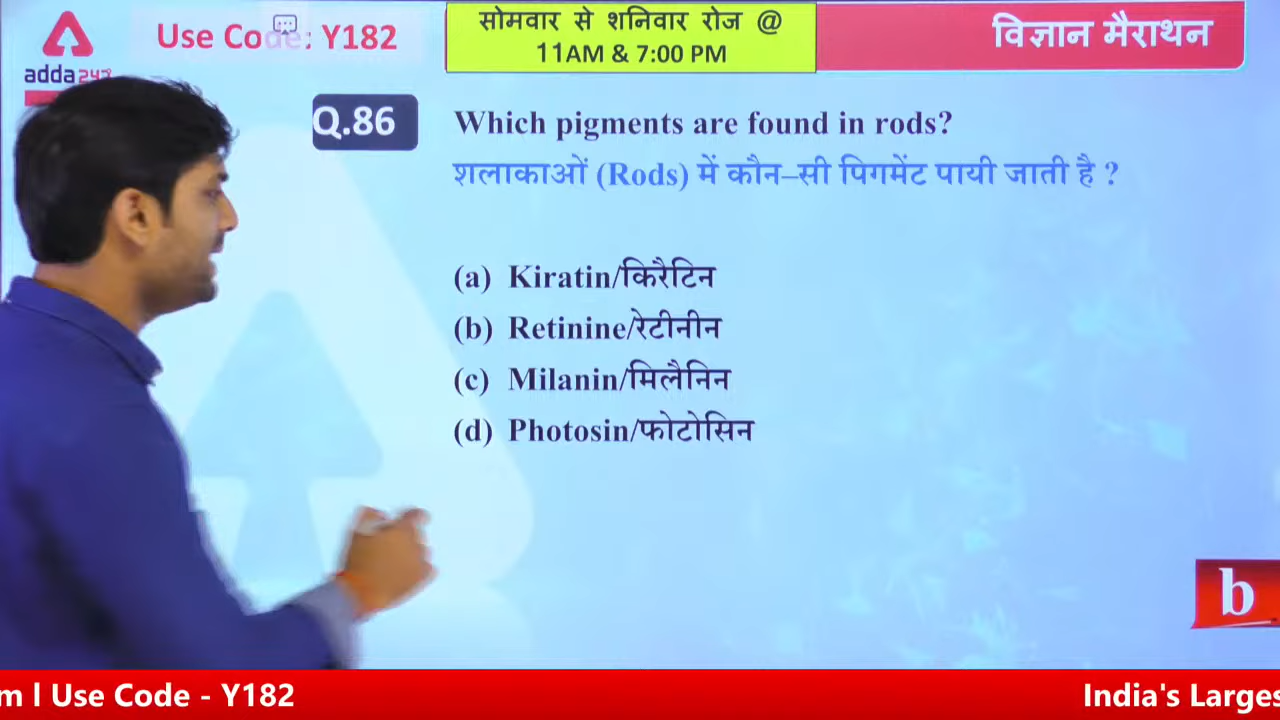 adda247
Use Code: Y182
सोमवार से शनिवार रोज @
11AM & 7:00 PM
विज्ञान मैराथन
Q.86 Which pigments are found in rods?
शलाकाओं (Rods) में कौन–सी पिगमेंट पायी जाती है ?
(a) Kiratin/किरैटिन
(b) Retinine/रेटीनीन
(c) Milanin/मिलैनिन
(d) Photosin/फोटोसिन
b
m l Use Code - Y182
India's Larges